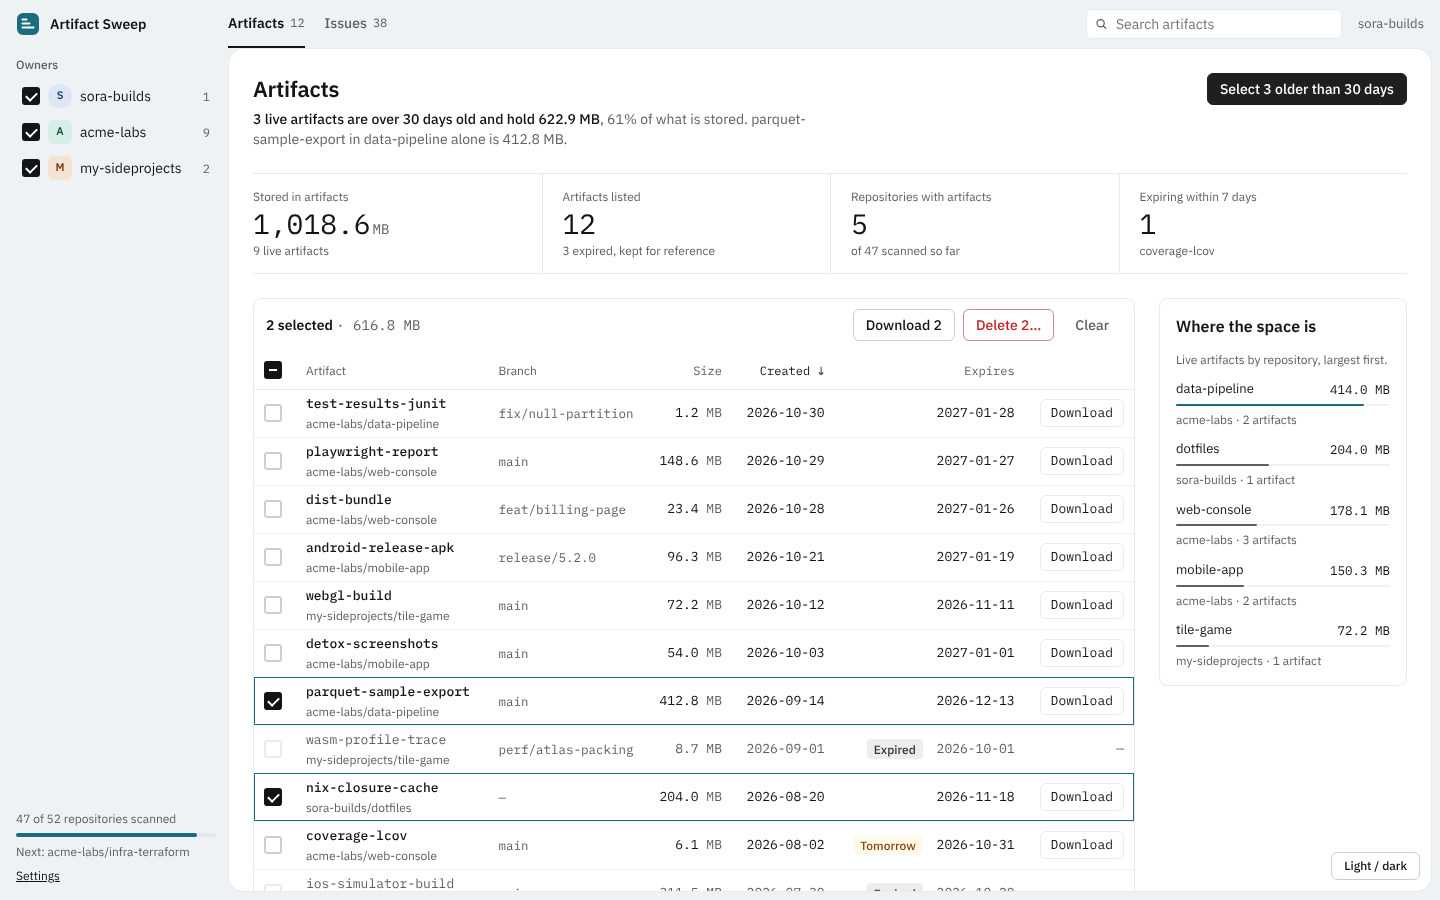 Artifact Sweep
Artifacts 12 Issues 38
Search artifacts
sora-builds
Owners
S sora-builds 1
A acme-labs 9
M my-sideprojects 2
47 of 52 repositories scanned
Next: acme-labs/infra-terraform
Settings
Artifacts
Select 3 older than 30 days
3 live artifacts are over 30 days old and hold 622.9 MB, 61% of what is stored. parquet-
sample-export in data-pipeline alone is 412.8 MB.
Stored in artifacts
1,018.6 MB
9 live artifacts
Artifacts listed
12
3 expired, kept for reference
Repositories with artifacts
5
of 47 scanned so far
Expiring within 7 days
1
coverage-lcov
2 selected · 616.8 MB
Download 2 Delete 2… Clear
Artifact Branch Size Created ↓ Expires
test-results-junit
acme-labs/data-pipeline
fix/null-partition 1.2 MB 2026-10-30 2027-01-28 Download
playwright-report
acme-labs/web-console
main 148.6 MB 2026-10-29 2027-01-27 Download
dist-bundle
acme-labs/web-console
feat/billing-page 23.4 MB 2026-10-28 2027-01-26 Download
android-release-apk
acme-labs/mobile-app
release/5.2.0 96.3 MB 2026-10-21 2027-01-19 Download
webgl-build
my-sideprojects/tile-game
main 72.2 MB 2026-10-12 2026-11-11 Download
detox-screenshots
acme-labs/mobile-app
main 54.0 MB 2026-10-03 2027-01-01 Download
parquet-sample-export
acme-labs/data-pipeline
main 412.8 MB 2026-09-14 2026-12-13 Download
wasm-profile-trace
my-sideprojects/tile-game
perf/atlas-packing 8.7 MB 2026-09-01 Expired 2026-10-01 —
nix-closure-cache
sora-builds/dotfiles
— 204.0 MB 2026-08-20 2026-11-18 Download
coverage-lcov
acme-labs/web-console
main 6.1 MB 2026-08-02 Tomorrow 2026-10-31 Download
ios-simulator-build
Where the space is
Live artifacts by repository, largest first.
data-pipeline 414.0 MB
acme-labs · 2 artifacts
dotfiles 204.0 MB
sora-builds · 1 artifact
web-console 178.1 MB
acme-labs · 3 artifacts
mobile-app 150.3 MB
acme-labs · 2 artifacts
tile-game 72.2 MB
my-sideprojects · 1 artifact
Light / dark